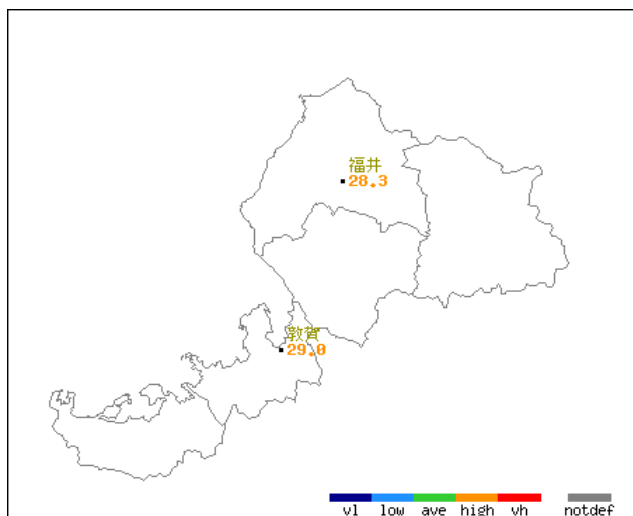 福井
28.3
敦賀
29.0
vl low ave high vh notdef